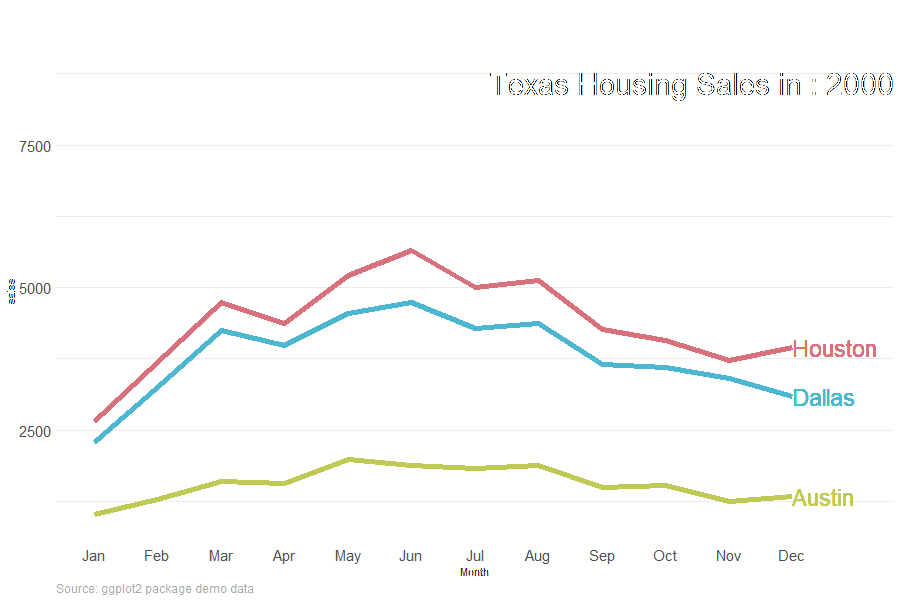 Texas Housing Sales in : 2000
7500
5000
2500
sales
Houston
Dallas
Austin
Jan Feb Mar Apr May Jun Jul Aug Sep Oct Nov Dec
Month
Source: ggplot2 package demo data